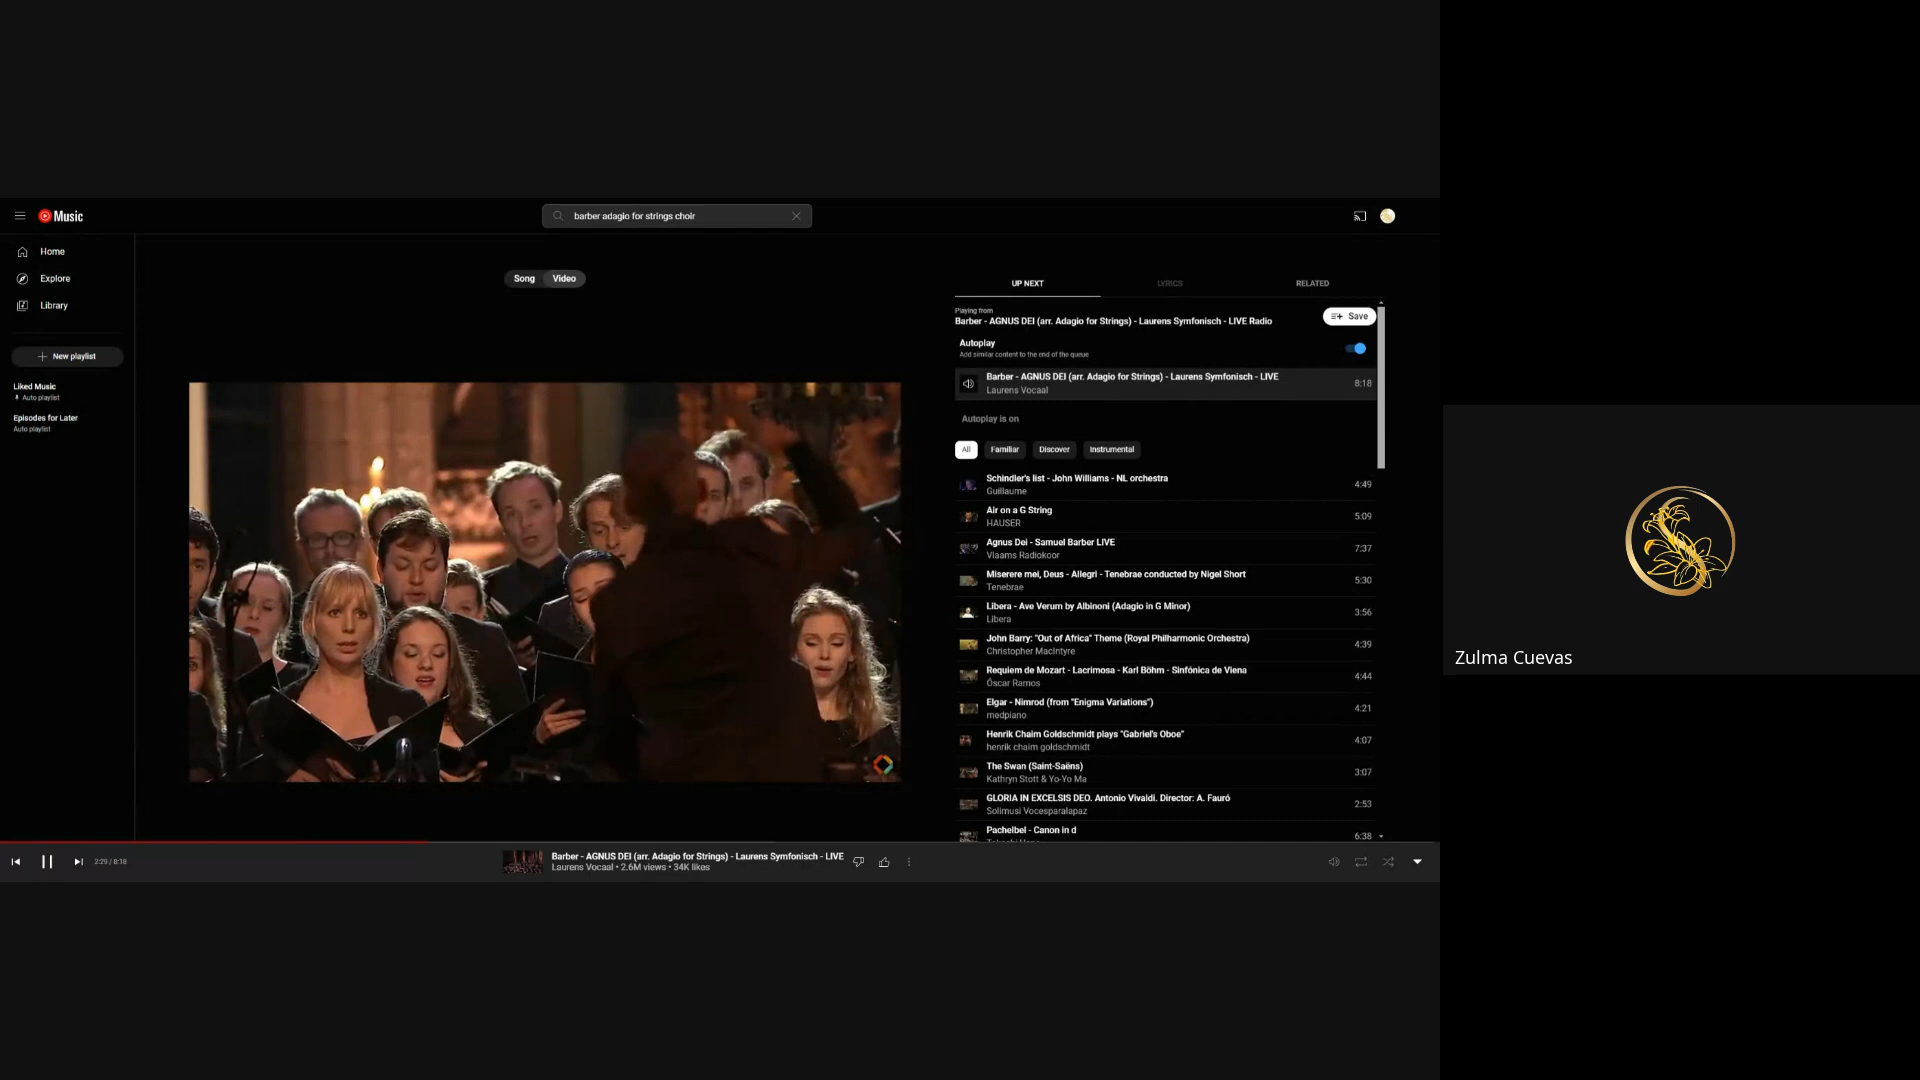 Music
barber adagio for strings choir
Home
Explore
Library
New playlist
Liked Music
Auto playlist
Episodes for Later
Auto playlist
Song Video
UP NEXT LYRICS RELATED
Playing from
Barber - AGNUS DEI (arr. Adagio for Strings) - Laurens Symfonisch - LIVE Radio
Save
Autoplay
Add similar content to the end of the queue
Barber - AGNUS DEI (arr. Adagio for Strings) - Laurens Symfonisch - LIVE
Laurens Vocaal
8:18
Autoplay is on
All Familiar Discover Instrumental
Schindler's list - John Williams - NL orchestra
Guillaume
4:49
Air on a G String
HAUSER
5:09
Agnus Dei - Samuel Barber LIVE
Vlaams Radiokoor
7:37
Miserere mei, Deus - Allegri - Tenebrae conducted by Nigel Short
Tenebrae
5:30
Libera - Ave Verum by Albinoni (Adagio in G Minor)
Libera
3:56
John Barry: "Out of Africa" Theme (Royal Philharmonic Orchestra)
Christopher MacIntyre
4:39
Requiem de Mozart - Lacrimosa - Karl Böhm - Sinfónica de Viena
Óscar Ramos
4:44
Elgar - Nimrod (from "Enigma Variations")
medpiano
4:21
Henrik Chaim Goldschmidt plays "Gabriel's Oboe"
henrik chaim goldschmidt
4:07
The Swan (Saint-Saëns)
Kathryn Stott & Yo-Yo Ma
3:07
GLORIA IN EXCELSIS DEO. Antonio Vivaldi. Director: A. Fauró
Solimusi Vocesparalapaz
2:53
Pachelbel - Canon in d
6:38
2:29 / 8:18
Barber - AGNUS DEI (arr. Adagio for Strings) - Laurens Symfonisch - LIVE
Laurens Vocaal • 2.6M views • 34K likes
Zulma Cuevas